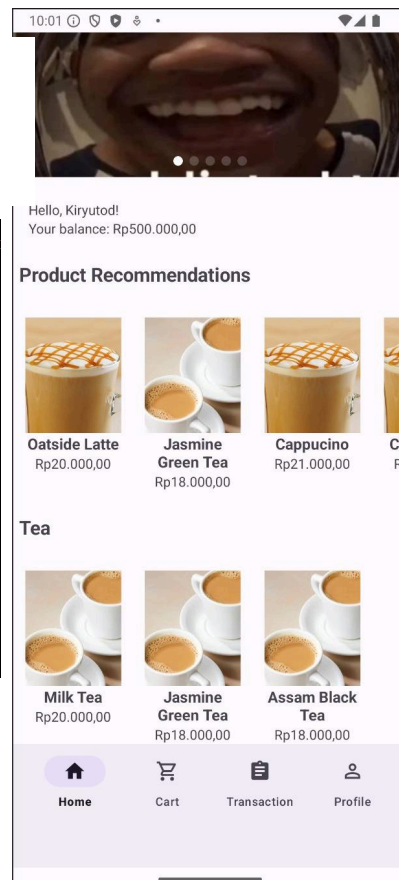 10:01
Hello, Kiryutod!
Your balance: Rp500.000,00
Product Recommendations
Oatside Latte
Rp20.000,00
Jasmine
Green Tea
Rp18.000,00
Cappucino
Rp21.000,00
C
Tea
Milk Tea
Rp20.000,00
Jasmine
Green Tea
Rp18.000,00
Assam Black
Tea
Rp18.000,00
Home
Cart
Transaction
Profile